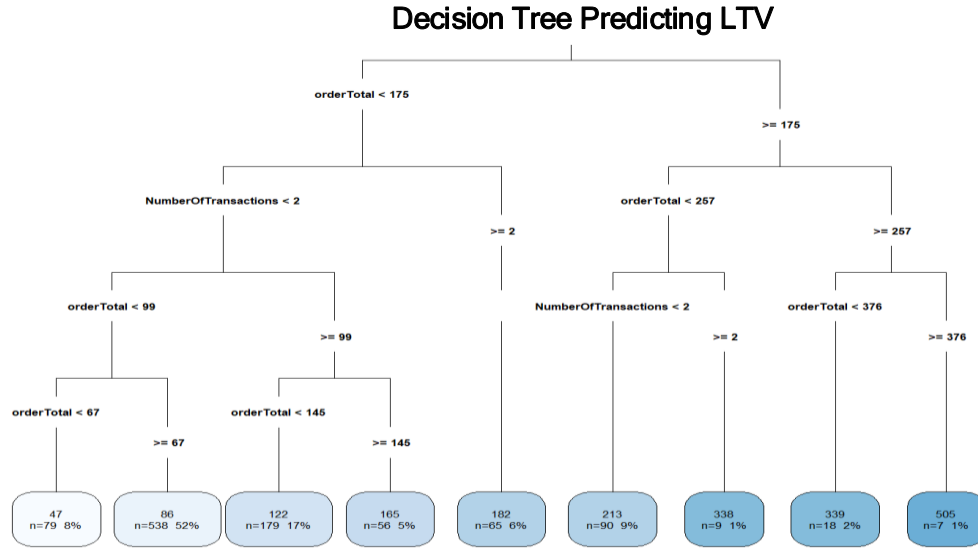 Decision Tree Predicting LTV
orderTotal < 175
>= 175
NumberOfTransactions < 2
orderTotal < 257
>= 2
>= 257
orderTotal < 99
NumberOfTransactions < 2
orderTotal < 376
>= 99
>= 2
>= 376
orderTotal < 67
orderTotal < 145
>= 67
>= 145
47
n=79 8%
86
n=538 52%
122
n=179 17%
165
n=56 5%
182
n=65 6%
213
n=90 9%
338
n=9 1%
339
n=18 2%
505
n=7 1%